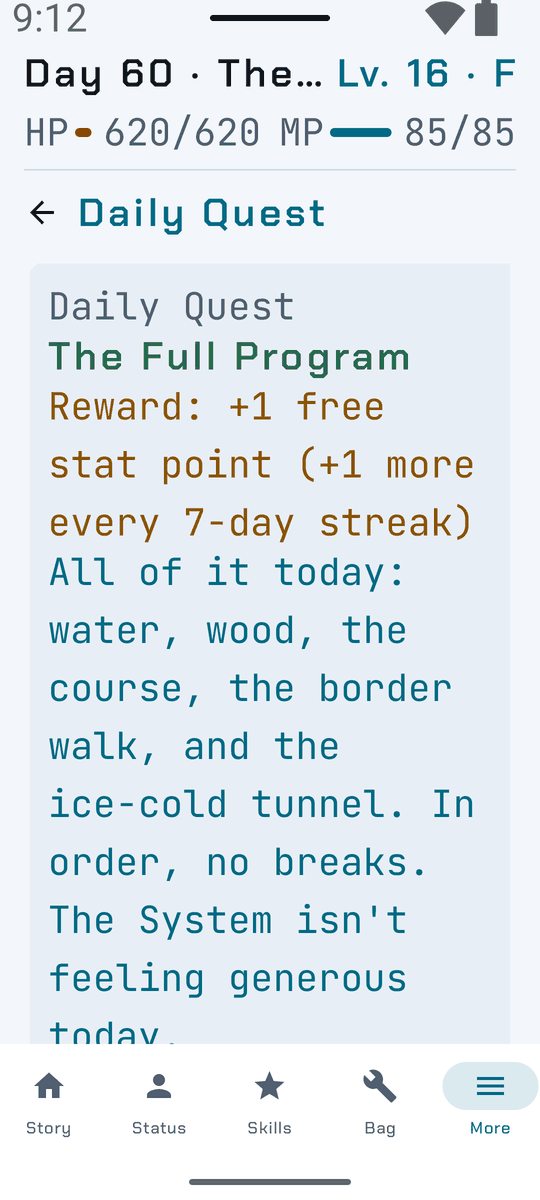 9:12
Day 60 · The… Lv. 16 · F
HP 620/620 MP 85/85
Daily Quest
Daily Quest
The Full Program
Reward: +1 free
stat point (+1 more
every 7-day streak)
All of it today:
water, wood, the
course, the border
walk, and the
ice-cold tunnel. In
order, no breaks.
The System isn't
feeling generous
today.
Story Status Skills Bag More